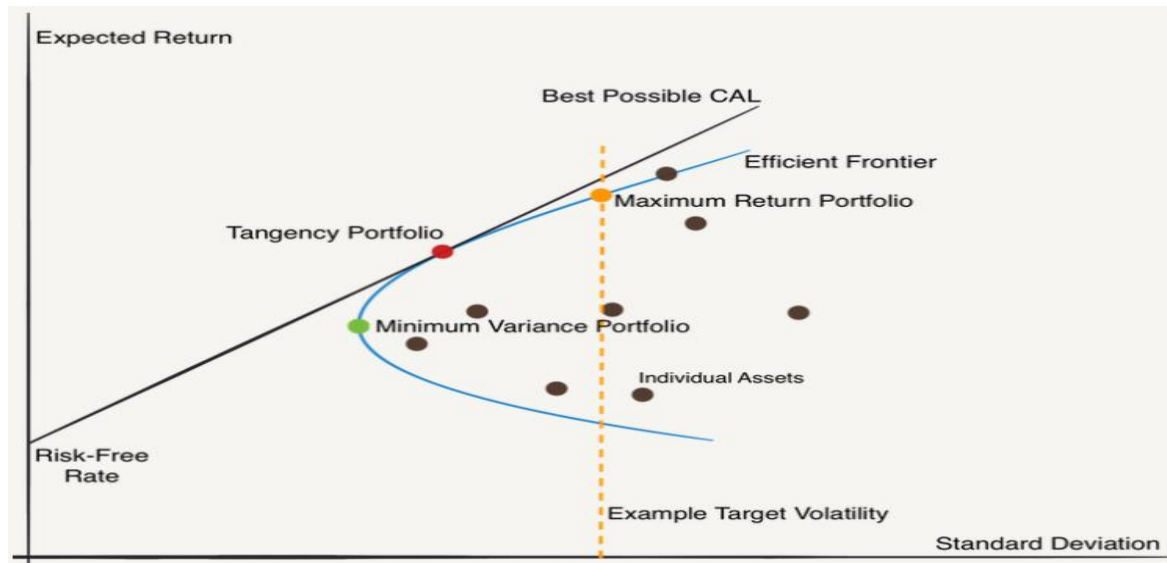 Expected Return
Best Possible CAL
Efficient Frontier
Maximum Return Portfolio
Tangency Portfolio
Minimum Variance Portfolio
Individual Assets
Risk-Free
Rate
Example Target Volatility
Standard Deviation